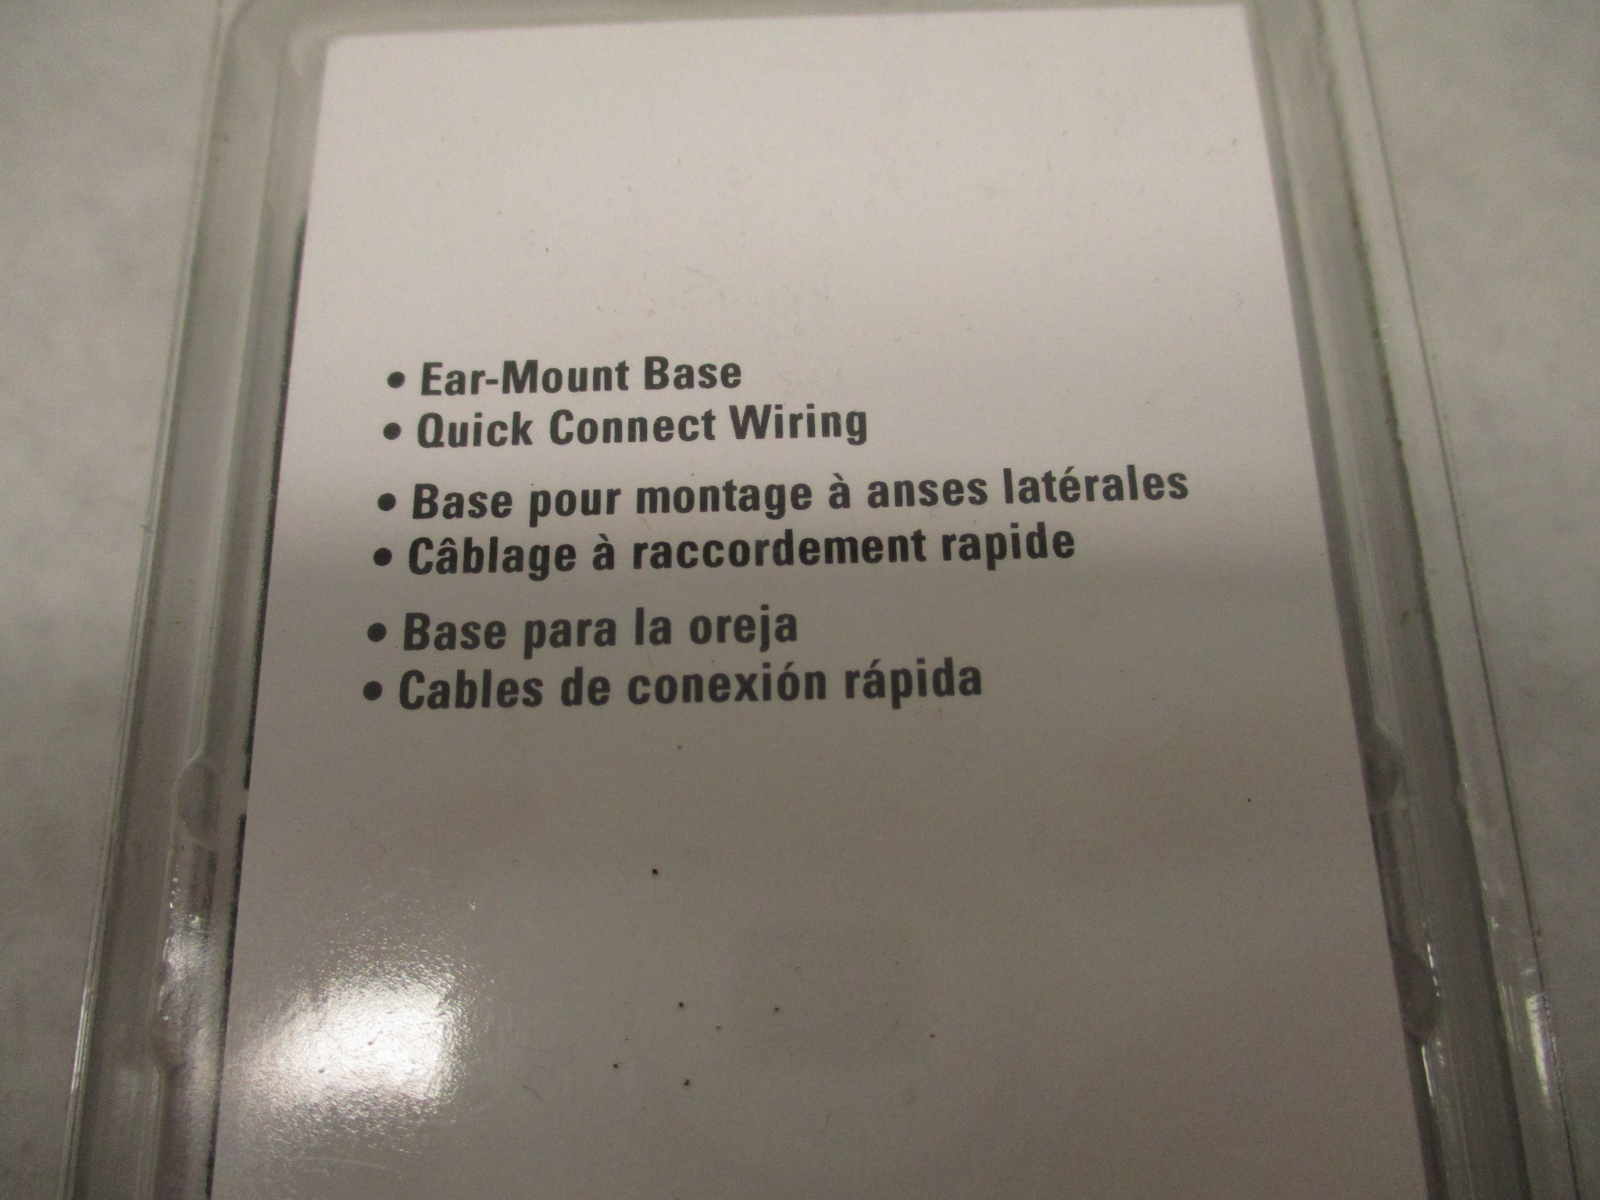 • Ear-Mount Base
• Quick Connect Wiring
• Base pour montage à anses latérales
• Câblage à raccordement rapide
• Base para la oreja
• Cables de conexión rápida